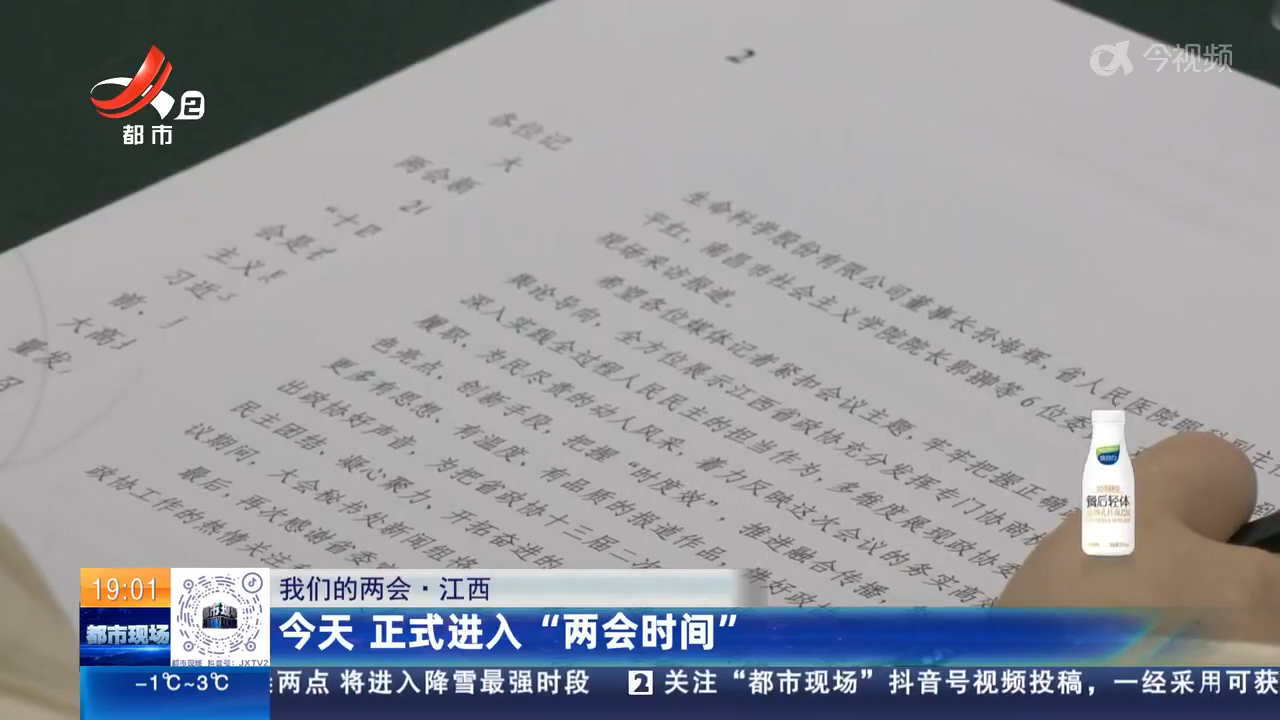 2
今视频
2
都市
各位记
大
两会新
“十四
会是
主义
习近
前、
大高
量发
生命科学股份有限公司董事长孙海辉，省人民医院眼科副主
平红，南昌市社会主义学院院长郭翀等6位委
现场采访报道。
希望各位媒体记者紧扣会议主题，牢牢把握正确
舆论导向，全方位展示江西省政协充分发挥专门协商
深入实践全过程人民民主的担当作为，多维度展现政协委
履职、为民尽责的动人风采，着力反映这次会议的务实高
色亮点，创新手段，把握“时度效”，推进融合传播，
更多有思想、有温度、有品质的报道作品，讲好政
出政协好声音，为把省政协十三届二次
民主团结、凝心聚力、开拓奋进的
最后，再次感谢省委
议期间，大会秘书处新闻组将
政协工作的热情关注
餐后轻体
19:01
我们的两会·江西
都市现场
今天 正式进入“两会时间”
都市现场 抖音号：JXTV2
-1℃~3℃
两点 将进入降雪最强时段 2 关注“都市现场”抖音号视频投稿，一经采用可获